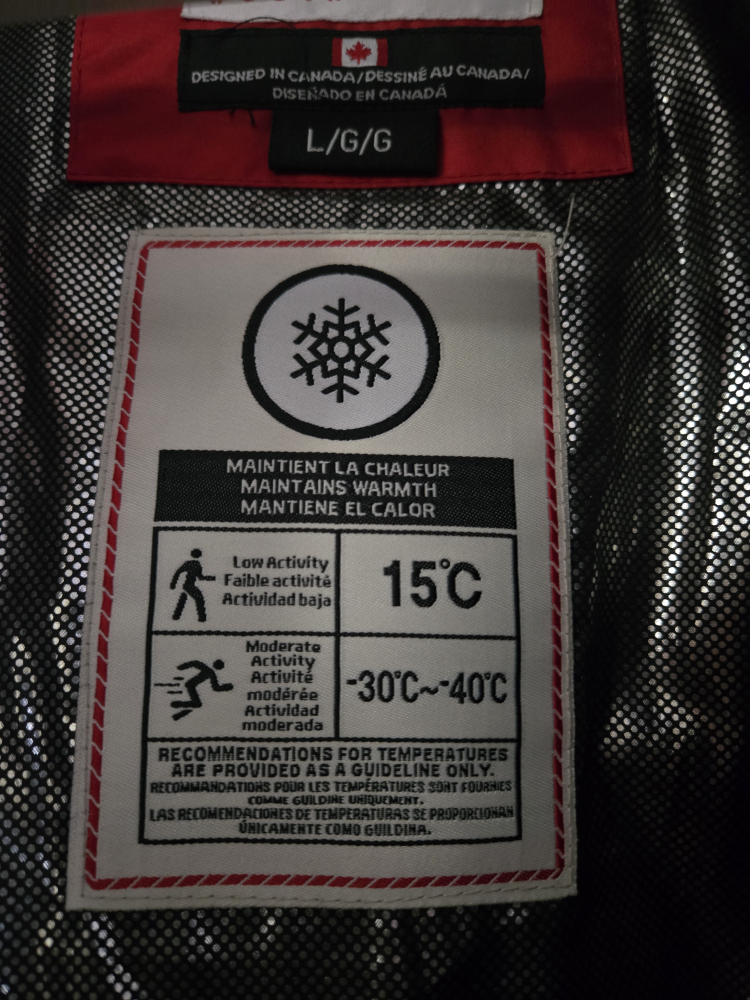 DESIGNED IN CANADA/DESSINÉ AU CANADA/
DISEÑADO EN CANADÁ
L/G/G
MAINTIENT LA CHALEUR
MAINTAINS WARMTH
MANTIENE EL CALOR
Low Activity
Faible activité
Actividad baja
15°C
Moderate
Activity
Activité
modérée
Actividad
moderada
-30°C~-40°C
RECOMMENDATIONS FOR TEMPERATURES
ARE PROVIDED AS A GUIDELINE ONLY.
RECOMMANDATIONS POUR LES TEMPÉRATURES SONT FOURNIES
COMME GUILDINE UNIQUEMENT.
LAS RECOMENDACIONES DE TEMPERATURAS SE PROPORCIONAN
ÚNICAMENTE COMO GUILDINA.